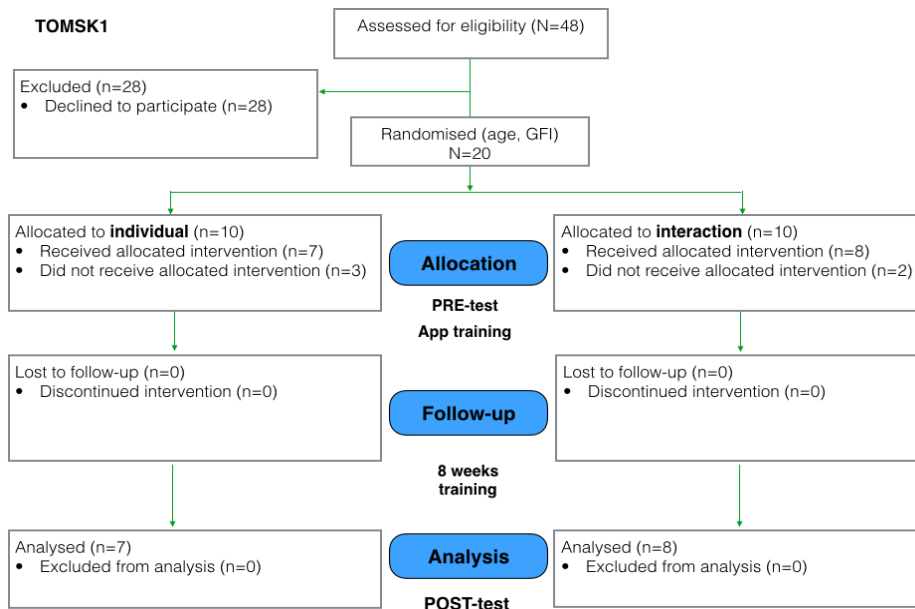 TOMSK1
Assessed for eligibility (N=48)
Excluded (n=28)
• Declined to participate (n=28)
Randomised (age, GFI)
N=20
Allocated to individual (n=10)
• Received allocated intervention (n=7)
• Did not receive allocated intervention (n=3)
Allocation
PRE-test
App training
Allocated to interaction (n=10)
• Received allocated intervention (n=8)
• Did not receive allocated intervention (n=2)
Lost to follow-up (n=0)
• Discontinued intervention (n=0)
Follow-up
8 weeks
training
Lost to follow-up (n=0)
• Discontinued intervention (n=0)
Analysed (n=7)
• Excluded from analysis (n=0)
Analysis
POST-test
Analysed (n=8)
• Excluded from analysis (n=0)